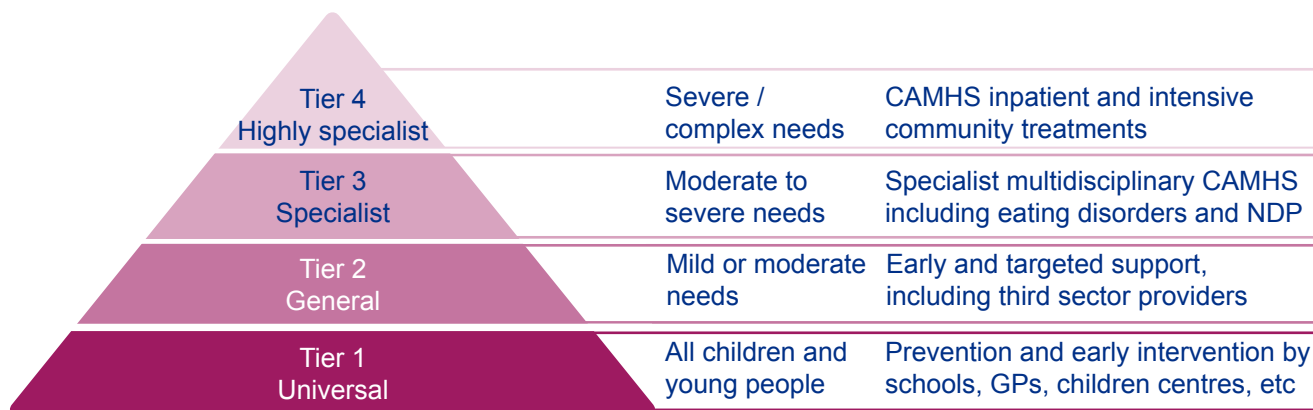 Tier 4
Highly specialist
Severe /
complex needs
CAMHS inpatient and intensive
community treatments
Tier 3
Specialist
Moderate to
severe needs
Specialist multidisciplinary CAMHS
including eating disorders and NDP
Tier 2
General
Mild or moderate
needs
Early and targeted support,
including third sector providers
Tier 1
Universal
All children and
young people
Prevention and early intervention by
schools, GPs, children centres, etc